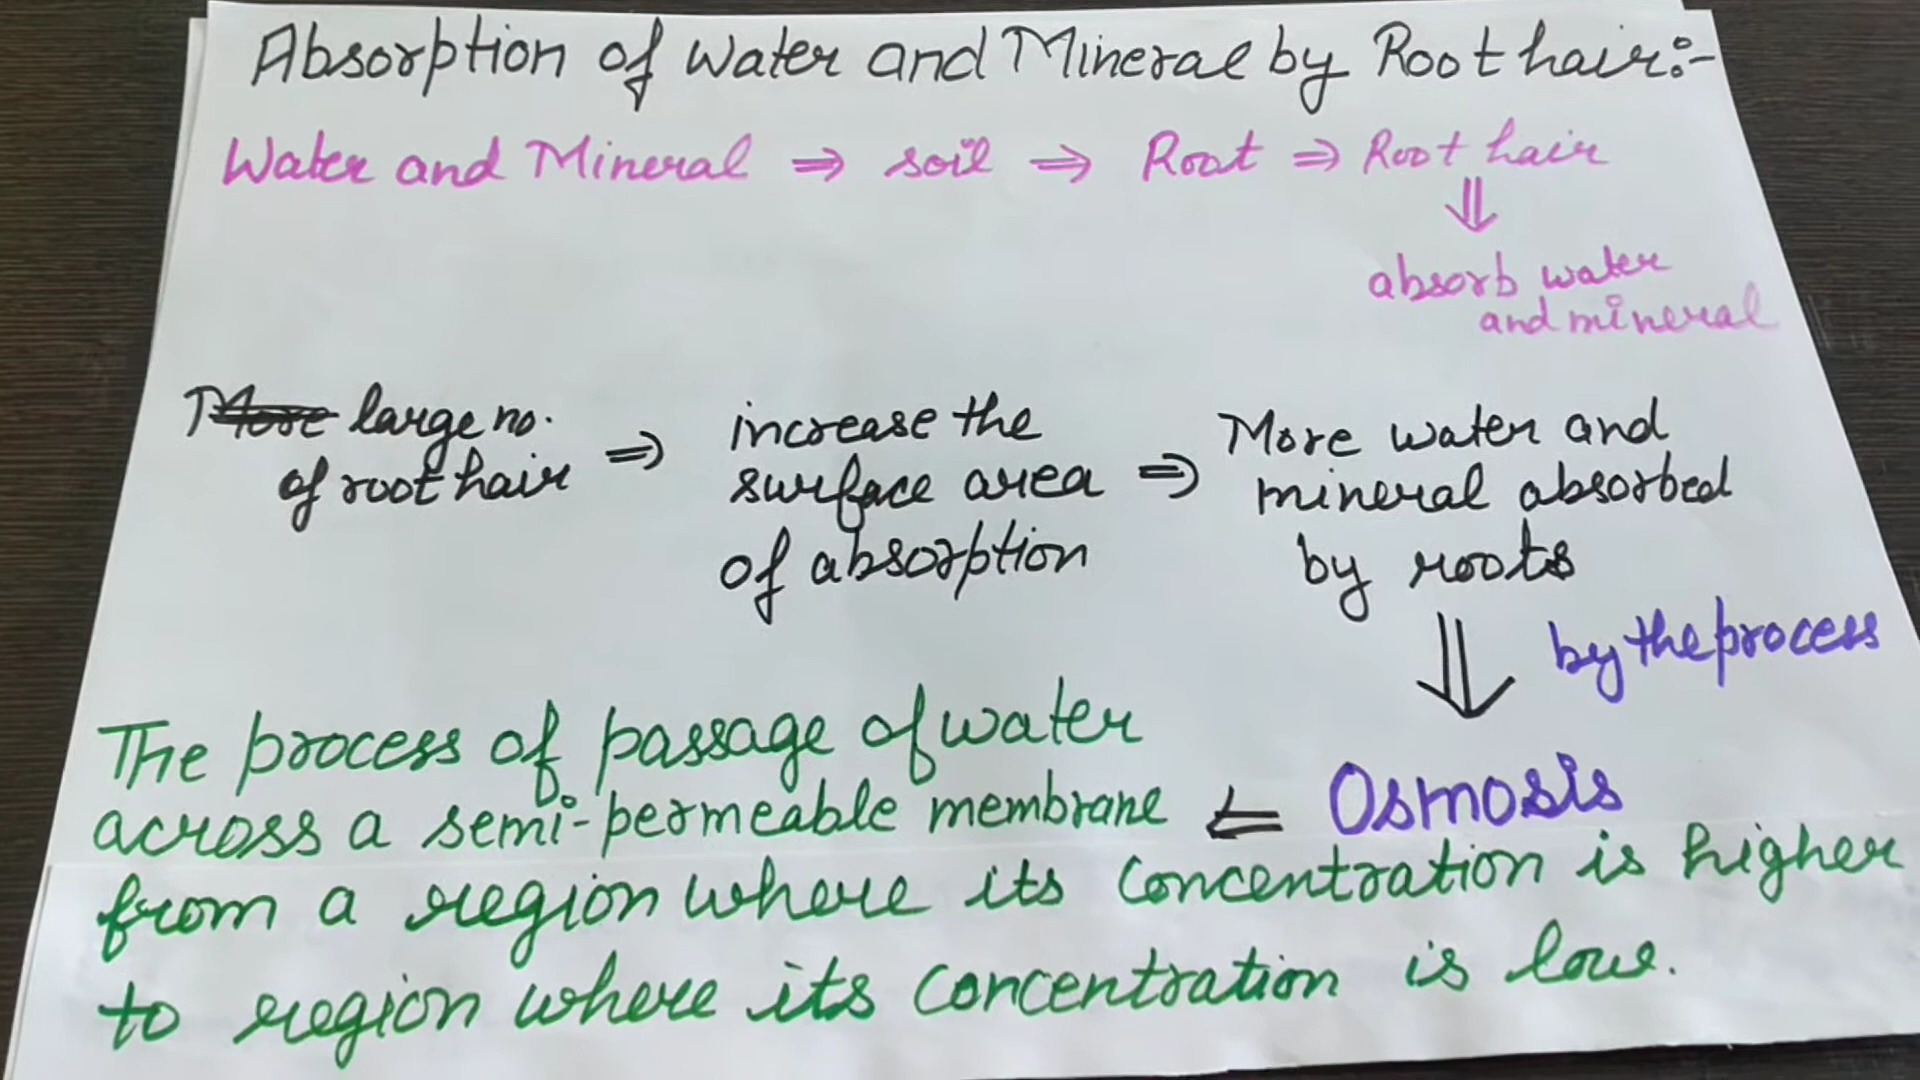 Absorption of Water and Mineral by Root hair:-
Water and Mineral ⇒ soil ⇒ Root ⇒ Root hair
⇓
absorb water
and mineral
More large no.
of root hair
⇒
increase the
surface area
of absorption
⇒
More water and
mineral absorbed
by roots
⇓ by the process
Osmosis
⇐
The process of passage of water
across a semi-permeable membrane
from a region where its concentration is higher
to region where its concentration is low.